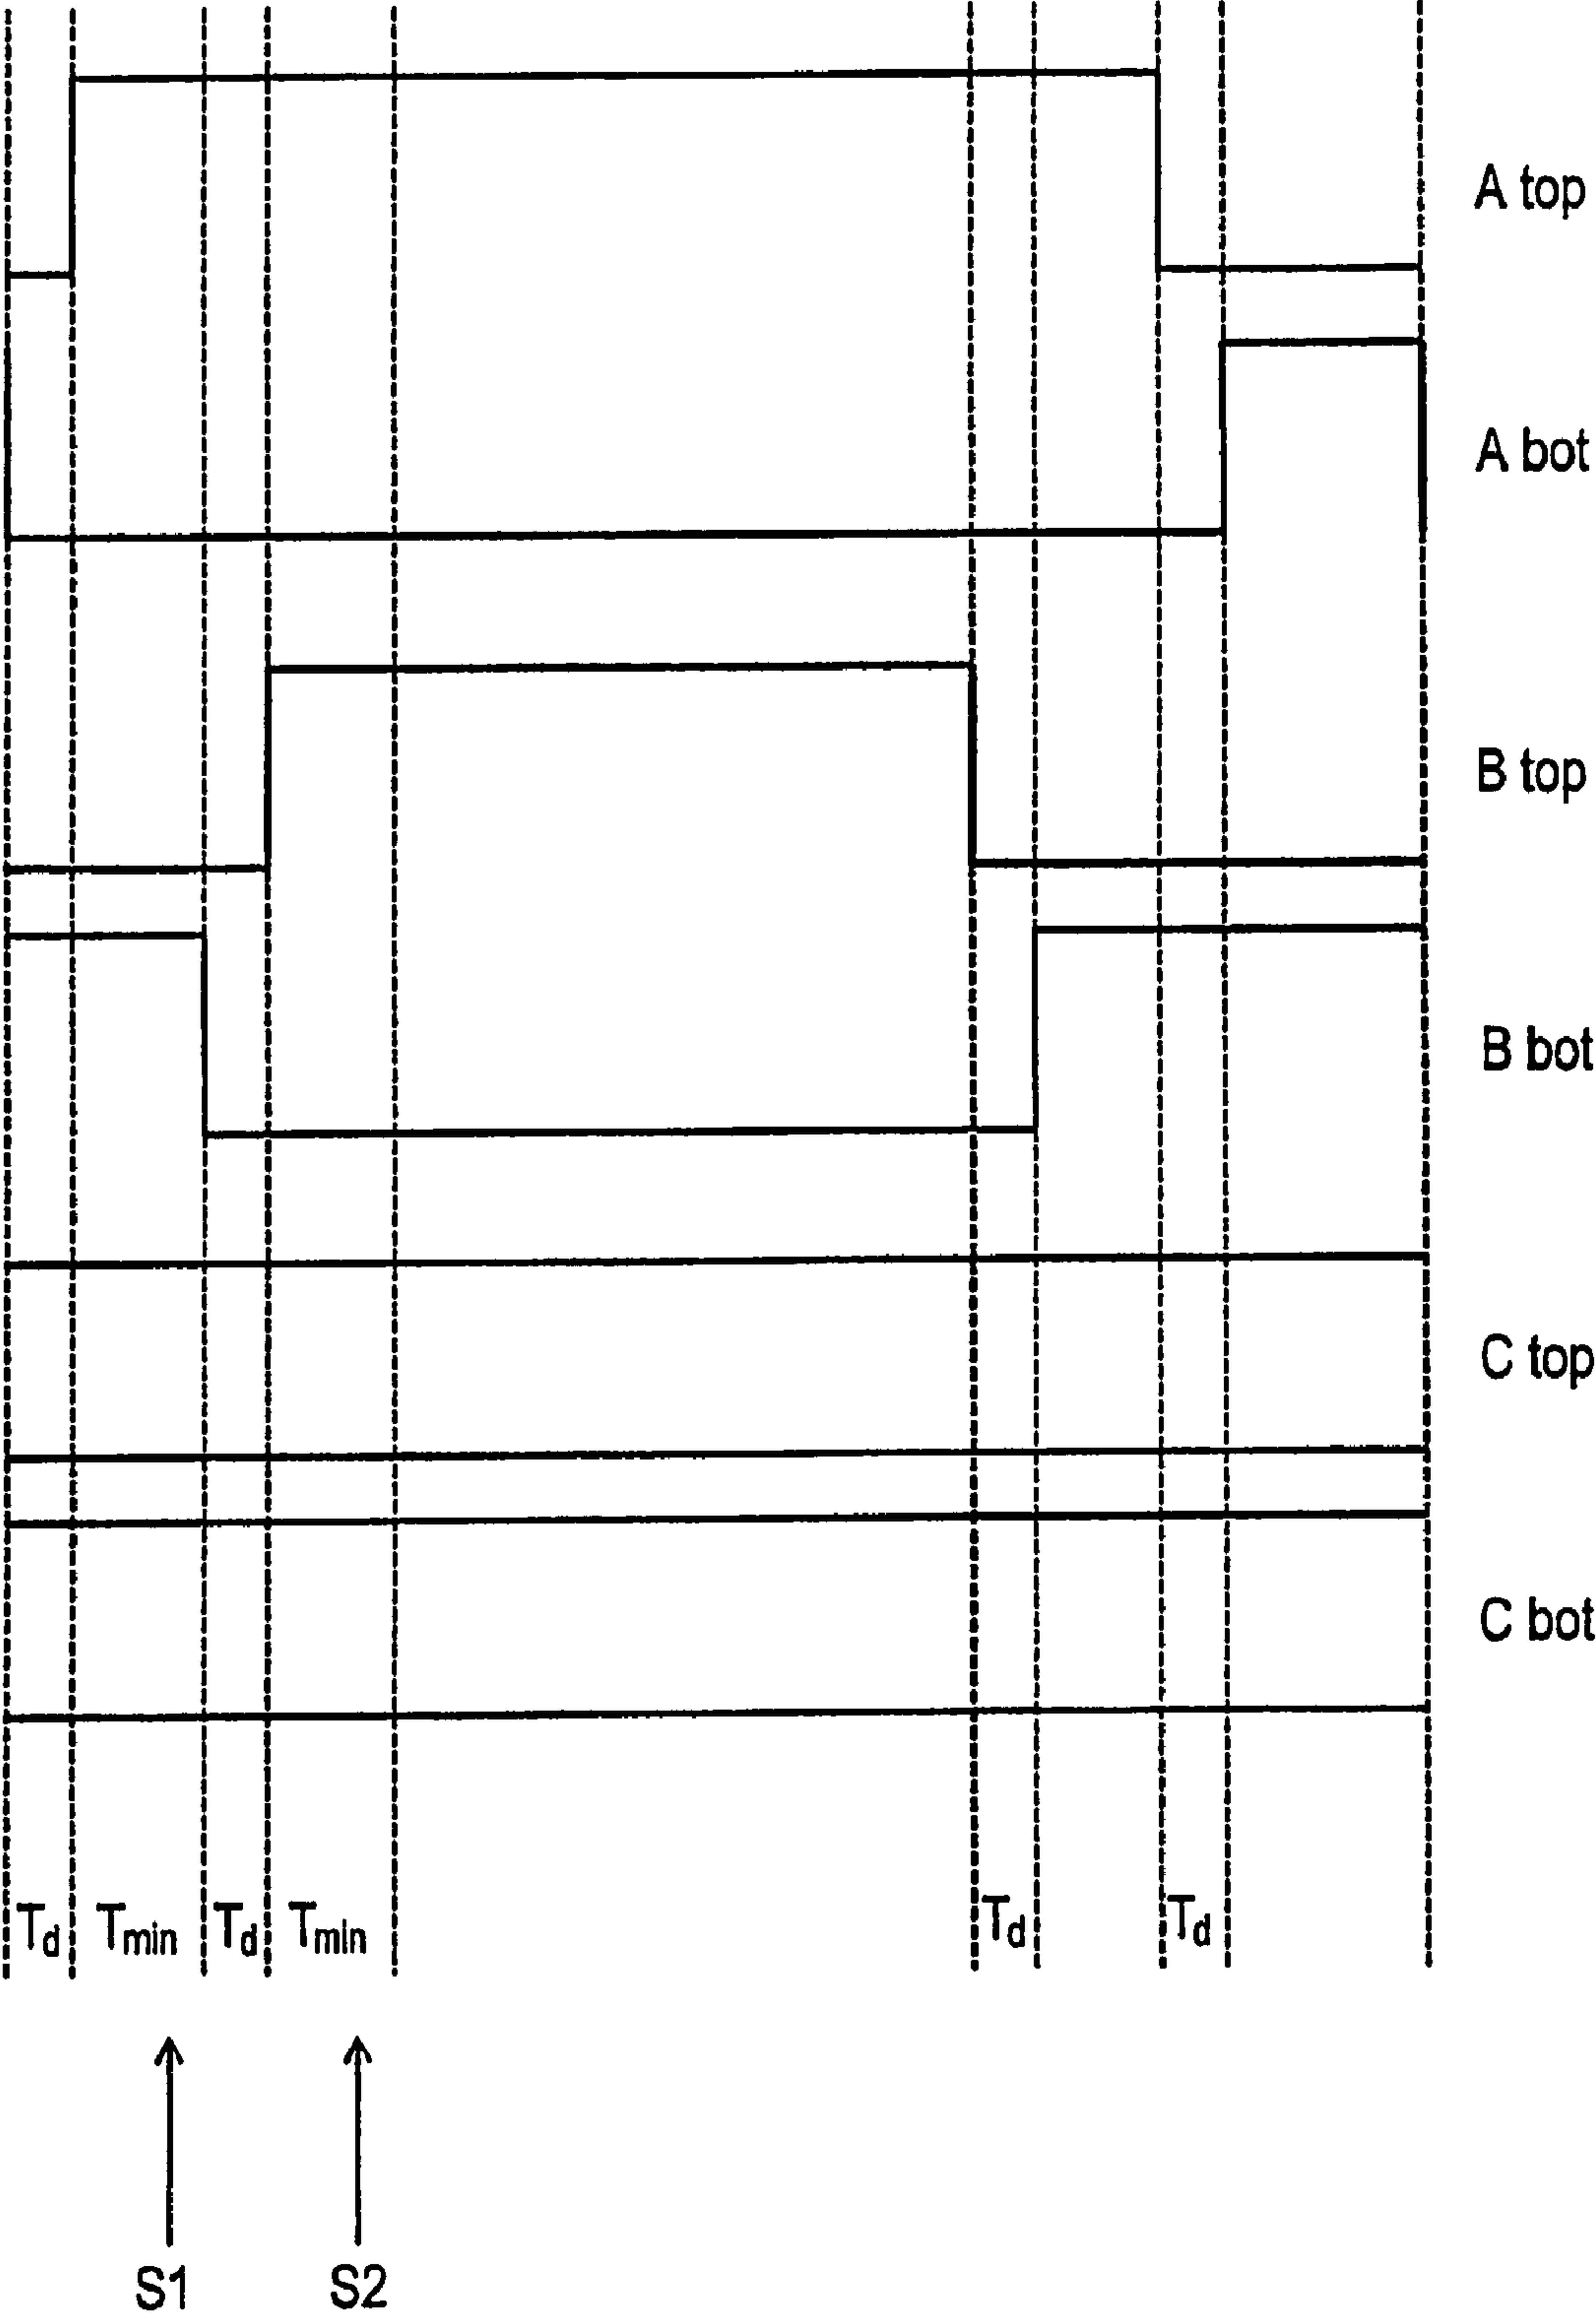 A top
A bot
B top
B bot
C top
C bot
Td Tmin Td Tmin Td Td
S1 S2